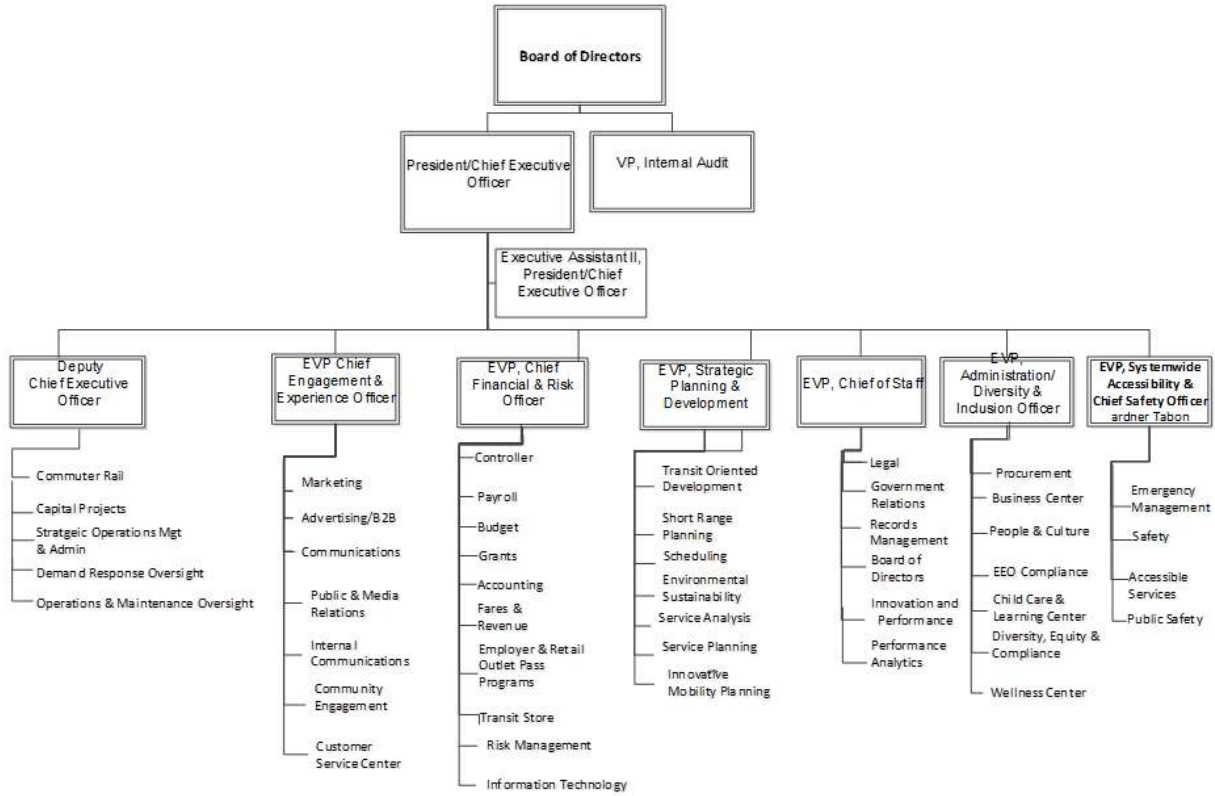 Board of Directors
President/Chief Executive
Officer
VP, Internal Audit
Executive Assistant II,
President/Chief
Executive Officer
Deputy
Chief Executive
Officer
Commuter Rail
Capital Projects
Stratgeic Operations Mgt
& Admin
Demand Response Oversight
Operations & Maintenance Oversight
EVP Chief
Engagement &
Experience Officer
Marketing
Advertising/B2B
Communications
Public & Media
Relations
Internal
Communications
Community
Engagement
Customer
Service Center
EVP, Chief
Financial & Risk
Officer
Controller
Payroll
Budget
Grants
Accounting
Fares &
Revenue
Employer & Retail
Outlet Pass
Programs
Transit Store
Risk Management
Information Technology
EVP, Strategic
Planning &
Development
Transit Oriented
Development
Short Range
Planning
Scheduling
Environmental
Sustainability
Service Analysis
Service Planning
Innovative
Mobility Planning
EVP, Chief of Staff
Legal
Government
Relations
Records
Management
Board of
Directors
Innovation and
Performance
Performance
Analytics
EVP,
Administration/
Diversity &
Inclusion Officer
Procurement
Business Center
People & Culture
EEO Compliance
Child Care &
Learning Center
Diversity, Equity &
Compliance
Wellness Center
EVP, Systemwide
Accessibility &
Chief Safety Officer
ardner Tabon
Emergency
Management
Safety
Accessible
Services
Public Safety